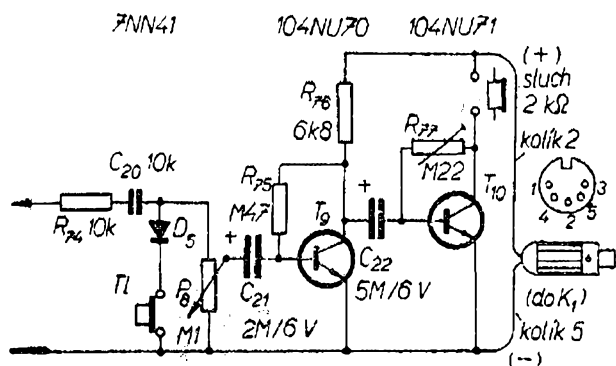 7NN41 104NU70 104NU71
(+)
sluch
2 kΩ
R76
6k8
R77
M22
kolík 2
C20 10k
R75
M47
T9
T10
1 3
4 2 5
R74 10k
D5
+
+
C22
5M/6 V
Tl
P8
M1
C21
2M/6 V
(do K1)
kolík 5
(-)